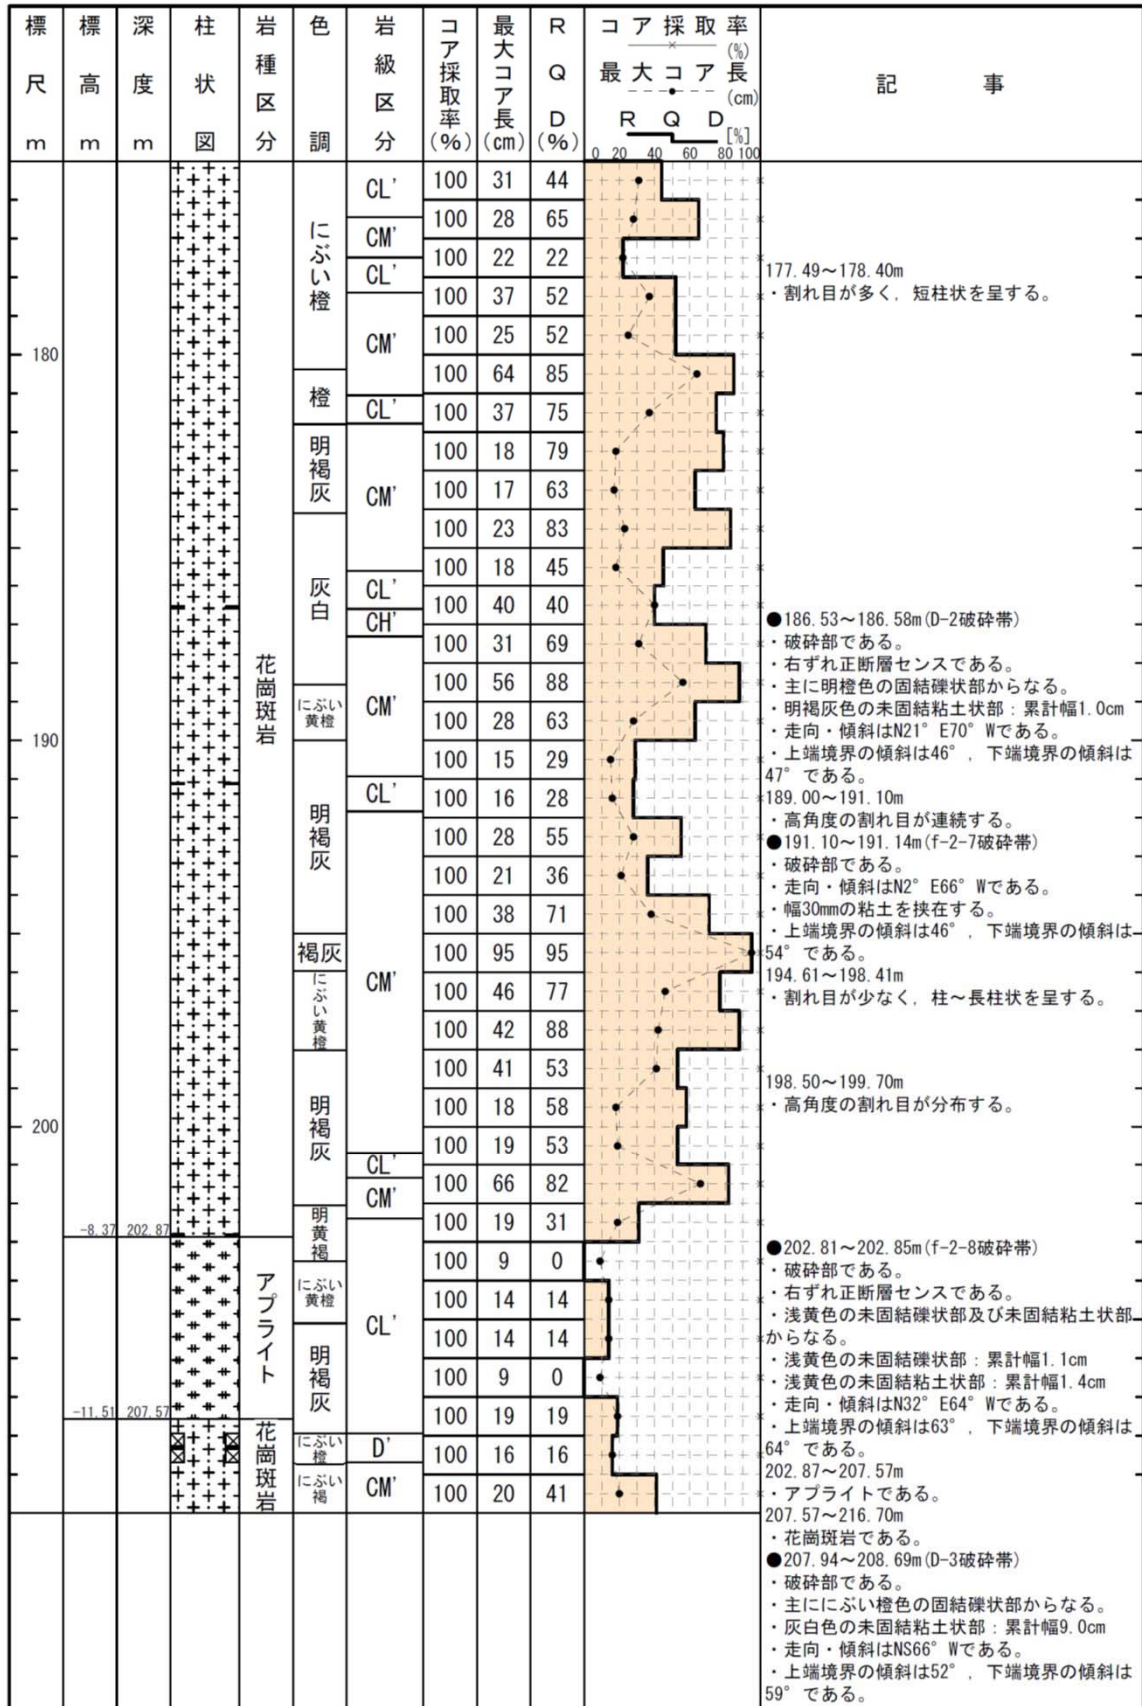 標尺m
標高m
深度m
柱状図
岩種区分
色調
岩級区分
コア採取率(%)
最大コア長(cm)
RQD(%)
コア採取率(%)
最大コア長(cm)
RQD[%]
0 20 40 60 80 100
記事
180
190
200
-8.37 202.87
-11.51 207.57
花崗斑岩
アプライト
花崗斑岩
にぶい橙
橙
明褐灰
灰白
にぶい黄橙
明褐灰
褐灰
にぶい黄橙
明褐灰
明黄褐
にぶい黄橙
明褐灰
にぶい橙
にぶい褐
CL'
CM'
CL'
CM'
CL'
CM'
CL'
CH'
CM'
CL'
CM'
CL'
CM'
CL'
D'
CM'
100 31 44
100 28 65
100 22 22
100 37 52
100 25 52
100 64 85
100 37 75
100 18 79
100 17 63
100 23 83
100 18 45
100 40 40
100 31 69
100 56 88
100 28 63
100 15 29
100 16 28
100 28 55
100 21 36
100 38 71
100 95 95
100 46 77
100 42 88
100 41 53
100 18 58
100 19 53
100 66 82
100 19 31
100 9 0
100 14 14
100 14 14
100 9 0
100 19 19
100 16 16
100 20 41
177.49～178.40m
・割れ目が多く，短柱状を呈する。
●186.53～186.58m(D-2破砕帯)
・破砕部である。
・右ずれ正断層センスである。
・主に明橙色の固結礫状部からなる。
・明褐灰色の未固結粘土状部：累計幅1.0cm
・走向・傾斜はN21°E70°Wである。
・上端境界の傾斜は46°，下端境界の傾斜は
47°である。
189.00～191.10m
・高角度の割れ目が連続する。
●191.10～191.14m(f-2-7破砕帯)
・破砕部である。
・走向・傾斜はN2°E66°Wである。
・幅30mmの粘土を挟在する。
・上端境界の傾斜は46°，下端境界の傾斜は
54°である。
194.61～198.41m
・割れ目が少なく，柱～長柱状を呈する。
198.50～199.70m
・高角度の割れ目が分布する。
●202.81～202.85m(f-2-8破砕帯)
・破砕部である。
・右ずれ正断層センスである。
・浅黄色の未固結礫状部及び未固結粘土状部
からなる。
・浅黄色の未固結礫状部：累計幅1.1cm
・浅黄色の未固結粘土状部：累計幅1.4cm
・走向・傾斜はN32°E64°Wである。
・上端境界の傾斜は63°，下端境界の傾斜は
64°である。
202.87～207.57m
・アプライトである。
207.57～216.70m
・花崗斑岩である。
●207.94～208.69m(D-3破砕帯)
・破砕部である。
・主ににぶい橙色の固結礫状部からなる。
・灰白色の未固結粘土状部：累計幅9.0cm
・走向・傾斜はNS66°Wである。
・上端境界の傾斜は52°，下端境界の傾斜は
59°である。